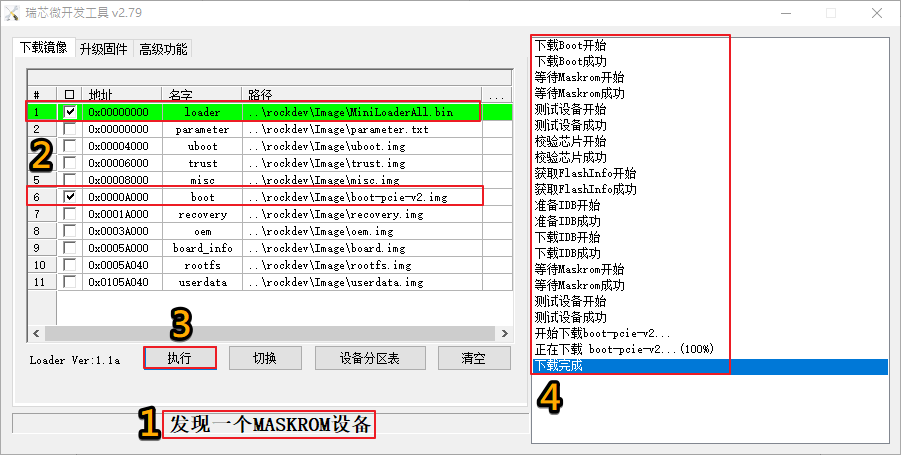 瑞芯微开发工具 v2.79
下载镜像 升级固件 高级功能
# 地址 名字 路径 ...
1 0x00000000 loader ..\rockdev\Image\MiniLoaderAll.bin
2 0x00000000 parameter ..\rockdev\Image\parameter.txt
0x00004000 uboot ..\rockdev\Image\uboot.img
2
0x00006000 trust ..\rockdev\Image\trust.img
5 0x00008000 misc ..\rockdev\Image\misc.img
6 0x0000A000 boot ..\rockdev\Image\boot-pcie-v2.img
7 0x0001A000 recovery ..\rockdev\Image\recovery.img
8 0x0003A000 oem ..\rockdev\Image\oem.img
9 0x0005A000 board_info ..\rockdev\Image\board.img
10 0x0005A040 rootfs ..\rockdev\Image\rootfs.img
11 0x0105A040 userdata ..\rockdev\Image\userdata.img
3
Loader Ver:1.1a 执行 切换 设备分区表 清空
1 发现一个MASKROM设备
下载Boot开始
下载Boot成功
等待Maskrom开始
等待Maskrom成功
测试设备开始
测试设备成功
校验芯片开始
校验芯片成功
获取FlashInfo开始
获取FlashInfo成功
准备IDB开始
准备IDB成功
下载IDB开始
下载IDB成功
等待Maskrom开始
等待Maskrom成功
测试设备开始
测试设备成功
开始下载boot-pcie-v2...
正在下载 boot-pcie-v2...(100%)
下载完成
4